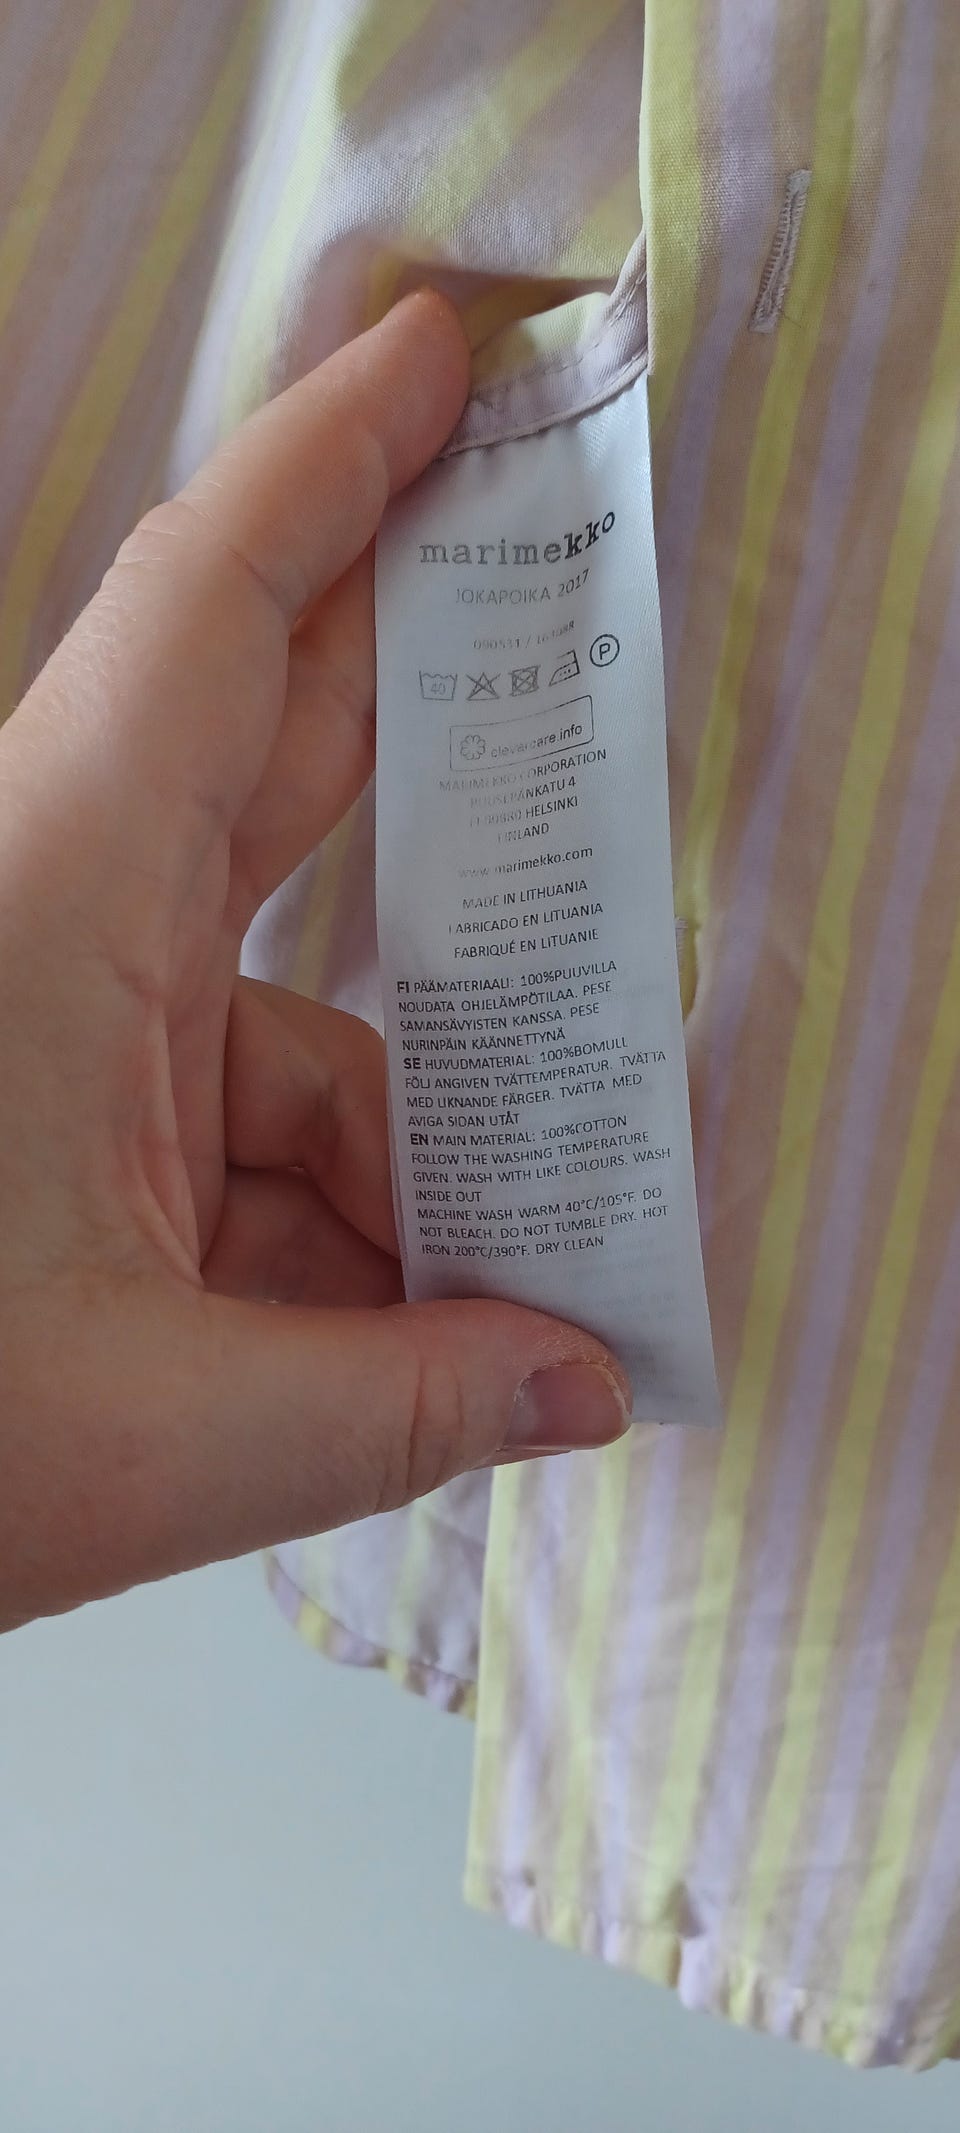 marimekko
JOKAPOIKA 2017
090531 /
40
P
clevercare.info
MARIMEKKO CORPORATION
PUUSEPÄNKATU 4
FI 00880 HELSINKI
FINLAND
www.marimekko.com
MADE IN LITHUANIA
FABRICADO EN LITUANIA
FABRIQUÉ EN LITUANIE
FI PÄÄMATERIAALI: 100%PUUVILLA
NOUDATA OHJELÄMPÖTILAA. PESE
SAMANSÄVYISTEN KANSSA. PESE
NURINPÄIN KÄÄNNETTYNÄ
SE HUVUDMATERIAL: 100%BOMULL
FÖLJ ANGIVEN TVÄTTEMPERATUR. TVÄTTA
MED LIKNANDE FÄRGER. TVÄTTA MED
AVIGA SIDAN UTÅT
EN MAIN MATERIAL: 100%COTTON
FOLLOW THE WASHING TEMPERATURE
GIVEN. WASH WITH LIKE COLOURS. WASH
INSIDE OUT
MACHINE WASH WARM 40°C/105°F. DO
NOT BLEACH. DO NOT TUMBLE DRY. HOT
IRON 200°C/390°F. DRY CLEAN